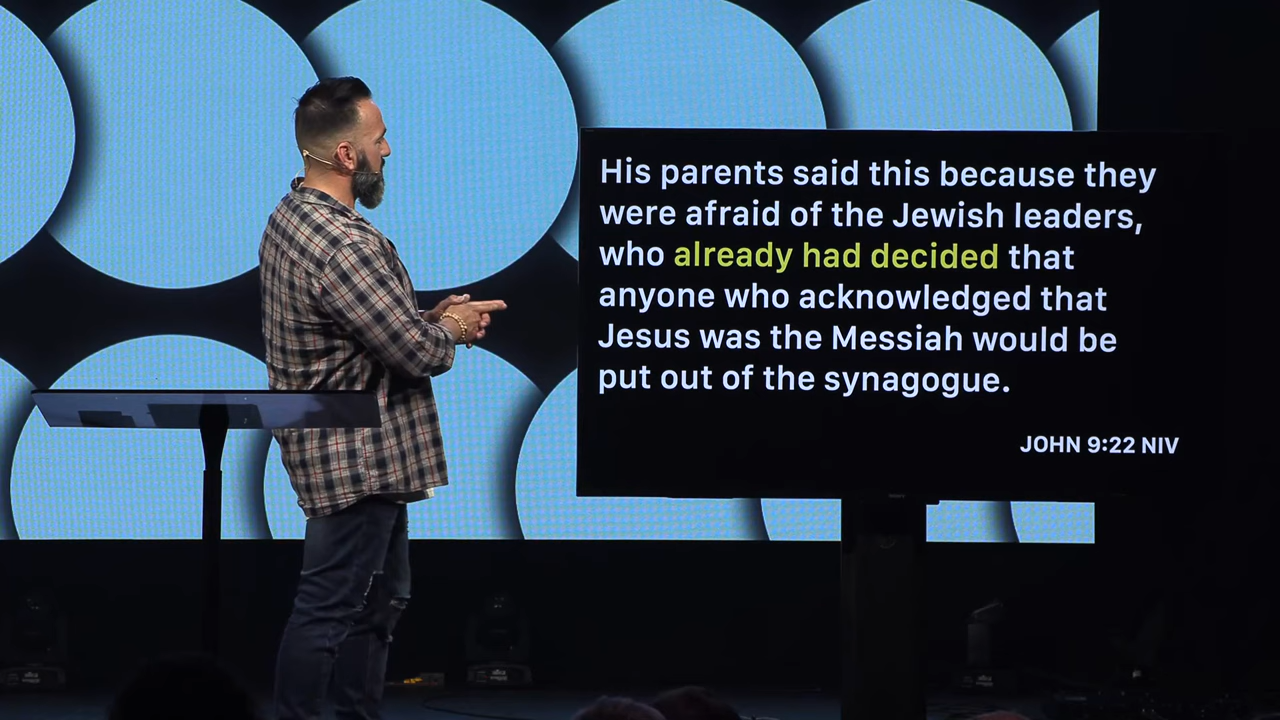 His parents said this because they
were afraid of the Jewish leaders,
who already had decided that
anyone who acknowledged that
Jesus was the Messiah would be
put out of the synagogue.
JOHN 9:22 NIV